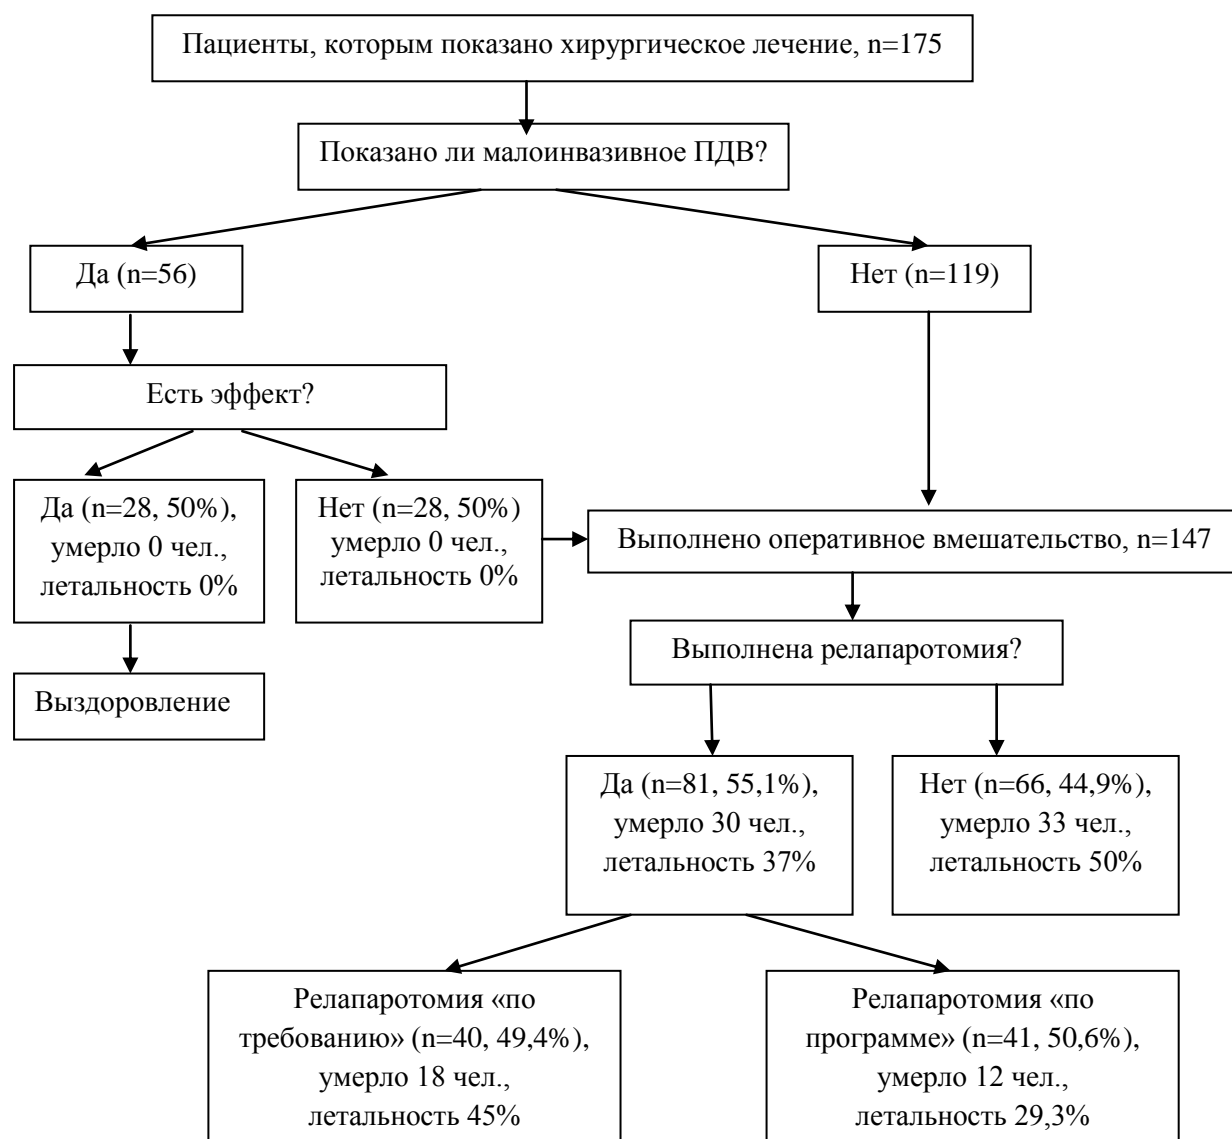 Пациенты, которым показано хирургическое лечение, n=175
Показано ли малоинвазивное ПДВ?
Да (n=56)
Нет (n=119)
Есть эффект?
Да (n=28, 50%),
умерло 0 чел.,
летальность 0%
Нет (n=28, 50%)
умерло 0 чел.,
летальность 0%
Выполнено оперативное вмешательство, n=147
Выполнена релапаротомия?
Выздоровление
Да (n=81, 55,1%),
умерло 30 чел.,
летальность 37%
Нет (n=66, 44,9%),
умерло 33 чел.,
летальность 50%
Релапаротомия «по
требованию» (n=40, 49,4%),
умерло 18 чел.,
летальность 45%
Релапаротомия «по
программе» (n=41, 50,6%),
умерло 12 чел.,
летальность 29,3%